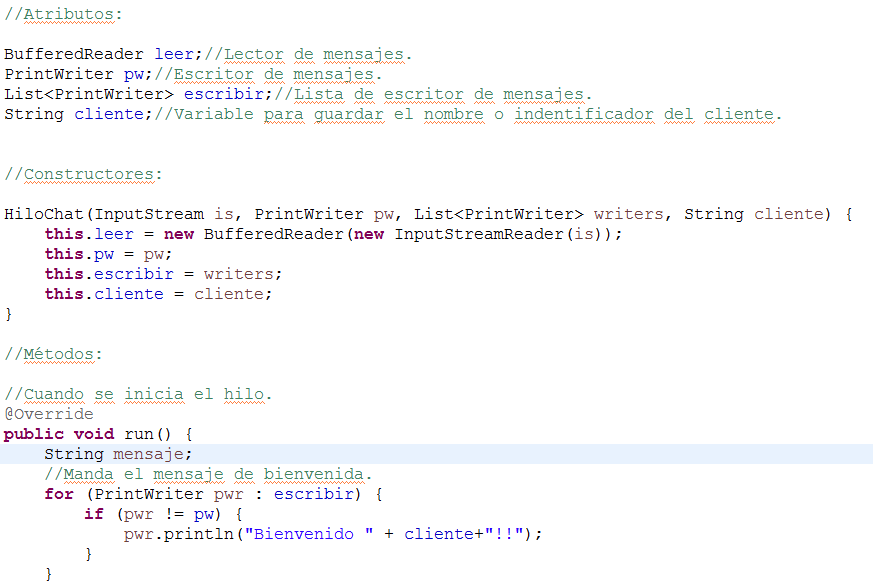 //Atributos:
BufferedReader leer;//Lector de mensajes.
PrintWriter pw;//Escritor de mensajes.
List<PrintWriter> escribir;//Lista de escritor de mensajes.
String cliente;//Variable para guardar el nombre o indentificador del cliente.
//Constructores:
HiloChat(InputStream is, PrintWriter pw, List<PrintWriter> writers, String cliente) {
    this.leer = new BufferedReader(new InputStreamReader(is));
    this.pw = pw;
    this.escribir = writers;
    this.cliente = cliente;
}
//Métodos:
//Cuando se inicia el hilo.
@Override
public void run() {
    String mensaje;
    //Manda el mensaje de bienvenida.
    for (PrintWriter pwr : escribir) {
        if (pwr != pw) {
            pwr.println("Bienvenido " + cliente+"!!");
        }
    }